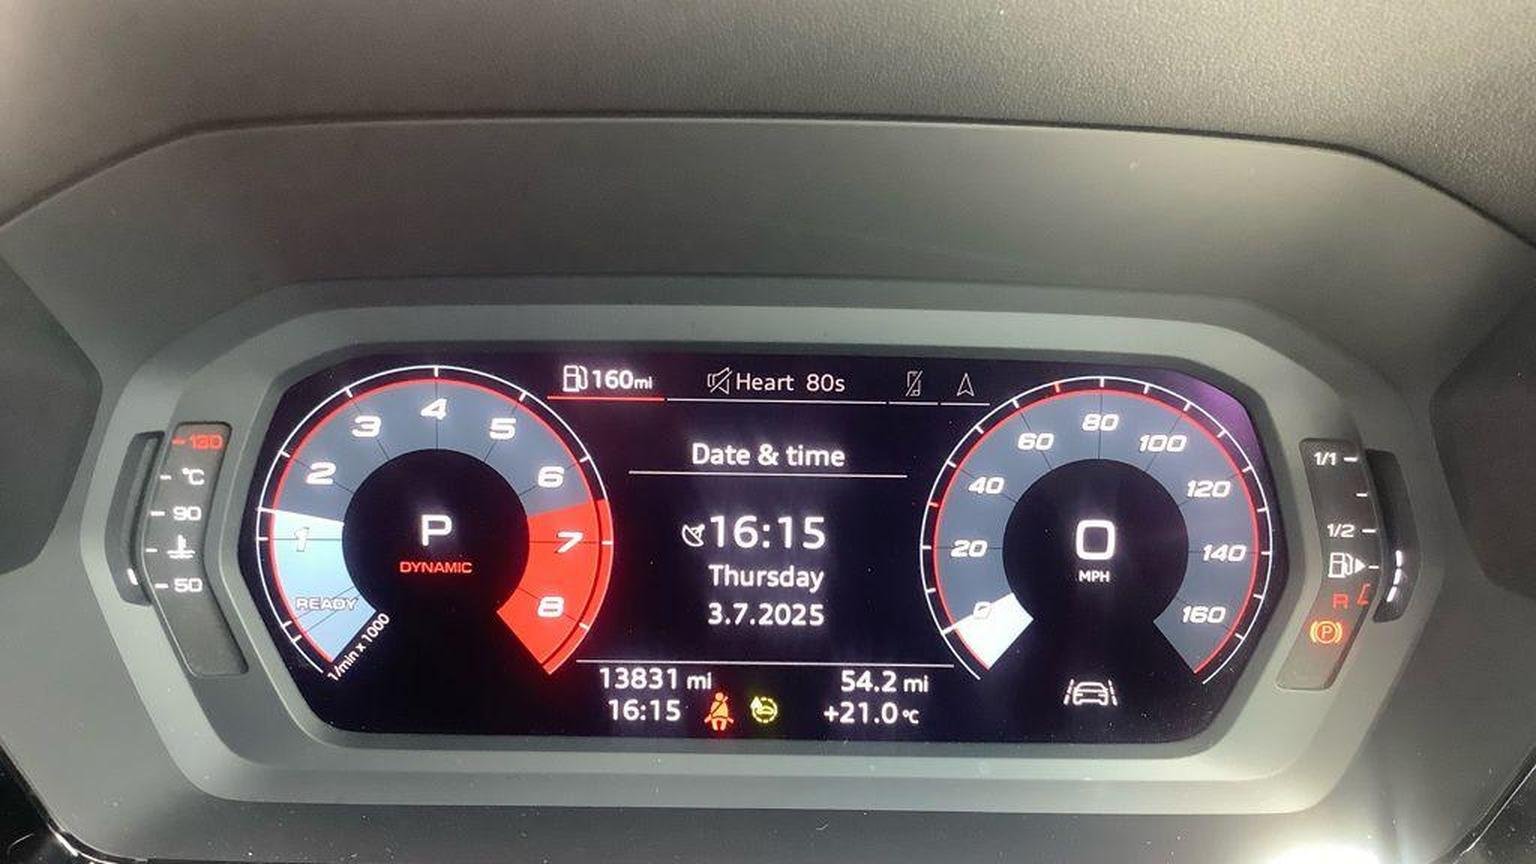 160mi
Heart 80s
Date & time
16:15
Thursday
3.7.2025
13831 mi
54.2 mi
16:15
+21.0°C
1
2
3
4
5
6
7
8
READY
1/min x 1000
P
DYNAMIC
0
20
40
60
80
100
120
140
160
0
MPH
130
°C
90
50
1/1
1/2
R
P